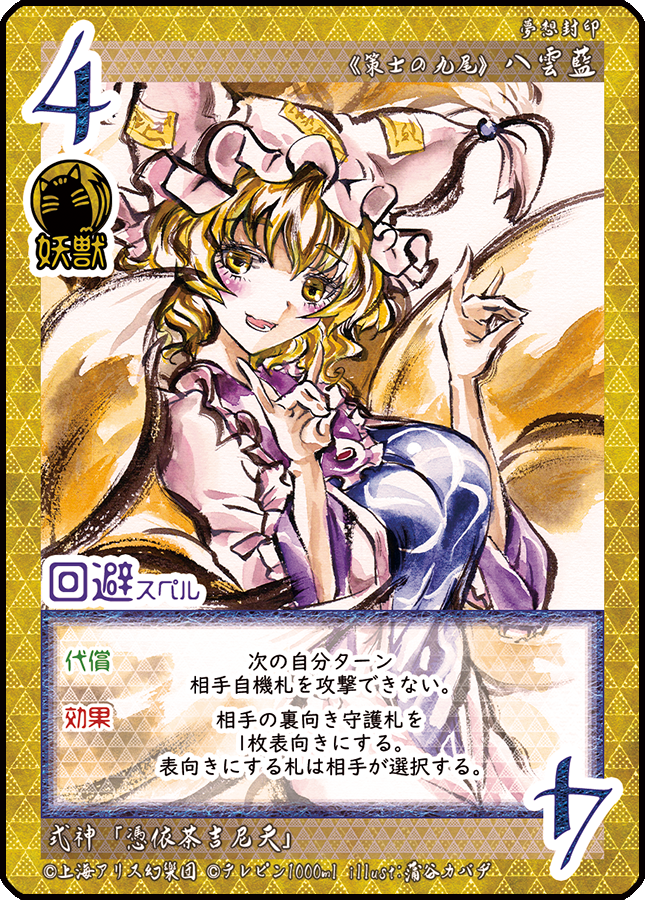 夢想封印
4
《策士の九尾》 八雲藍
妖獣
回避スペル
代償
次の自分ターン
相手自機札を攻撃できない。
効果
相手の裏向き守護札を
1枚表向きにする。
表向きにする札は相手が選択する。
4
式神「憑依荼吉尼天」
©上海アリス幻樂団 ©テレピン1000ml illust:蒲谷カバヂ